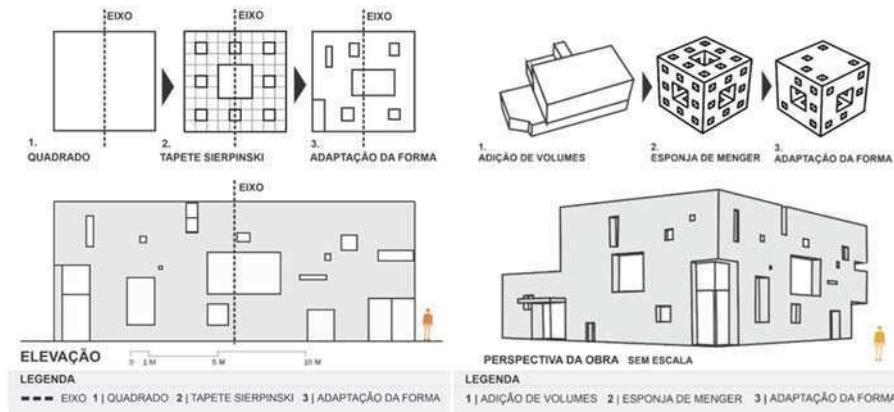 EIXO
EIXO
EIXO
1.
QUADRADO
2.
TAPETE SIERPINSKI
3.
ADAPTAÇÃO DA FORMA
EIXO
ELEVAÇÃO
0 1 M 5 M 10 M
LEGENDA
EIXO 1 | QUADRADO 2 | TAPETE SIERPINSKI 3 | ADAPTAÇÃO DA FORMA
1.
ADIÇÃO DE VOLUMES
2.
ESPONJA DE MENGER
3.
ADAPTAÇÃO DA FORMA
PERSPECTIVA DA OBRA SEM ESCALA
LEGENDA
1 | ADIÇÃO DE VOLUMES 2 | ESPONJA DE MENGER 3 | ADAPTAÇÃO DA FORMA